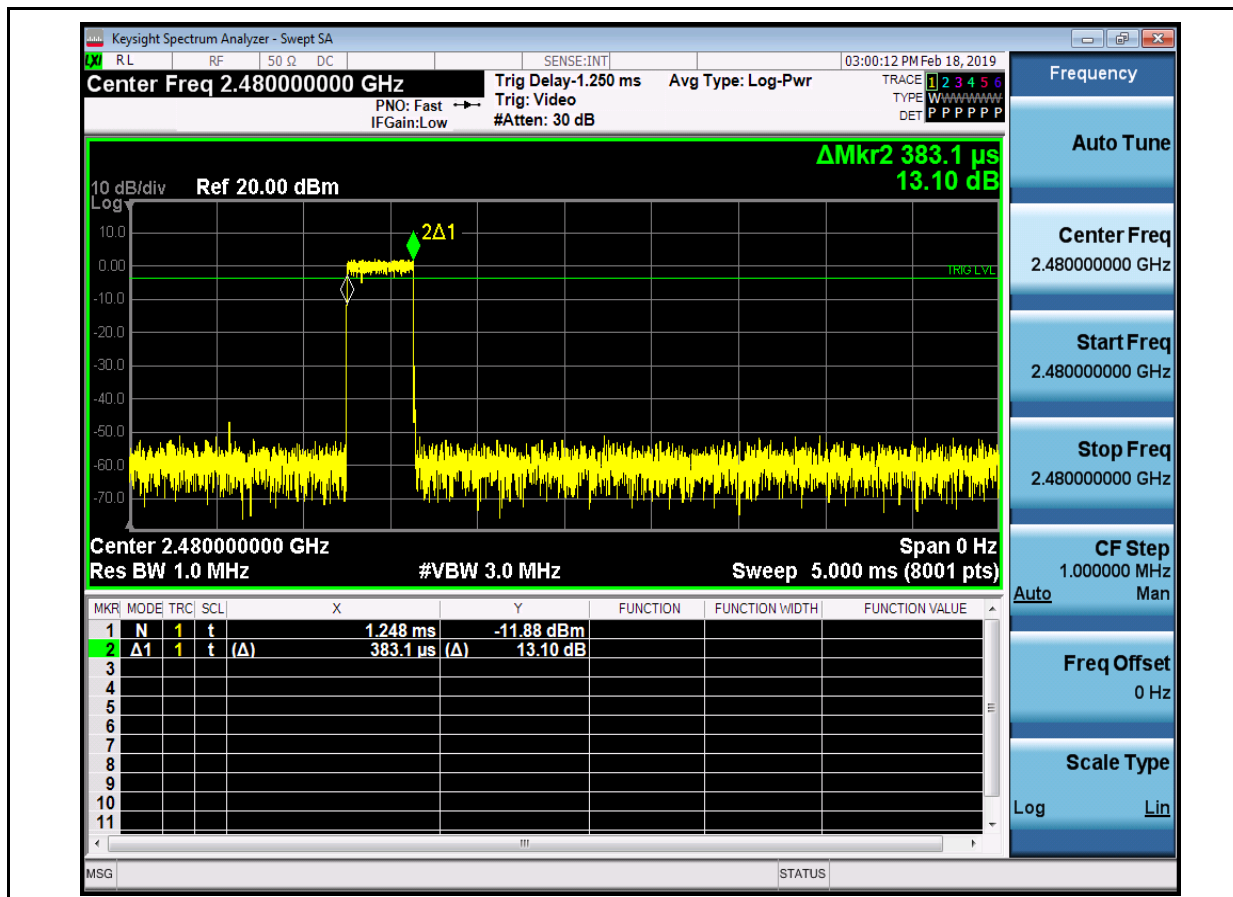 Keysight Spectrum Analyzer - Swept SA
LXI RL RF 50 Ω DC SENSE:INT 03:00:12 PM Feb 18, 2019
Center Freq 2.480000000 GHz
PNO: Fast
IFGain:Low
Trig Delay-1.250 ms
Trig: Video
#Atten: 30 dB
Avg Type: Log-Pwr
TRACE 1 2 3 4 5 6
TYPE WWWWWW
DET P P P P P P
ΔMkr2 383.1 µs
13.10 dB
10 dB/div Ref 20.00 dBm
Log
10.0
0.00
-10.0
-20.0
-30.0
-40.0
-50.0
-60.0
-70.0
2Δ1
TRIG LVL
Center 2.480000000 GHz Span 0 Hz
Res BW 1.0 MHz #VBW 3.0 MHz Sweep 5.000 ms (8001 pts)
MKR MODE TRC SCL X Y FUNCTION FUNCTION WIDTH FUNCTION VALUE
1 N 1 t 1.248 ms -11.88 dBm
2 Δ1 1 t (Δ) 383.1 µs (Δ) 13.10 dB
3
4
5
6
7
8
9
10
11
MSG STATUS
Frequency
Auto Tune
Center Freq
2.480000000 GHz
Start Freq
2.480000000 GHz
Stop Freq
2.480000000 GHz
CF Step
1.000000 MHz
Auto Man
Freq Offset
0 Hz
Scale Type
Log Lin